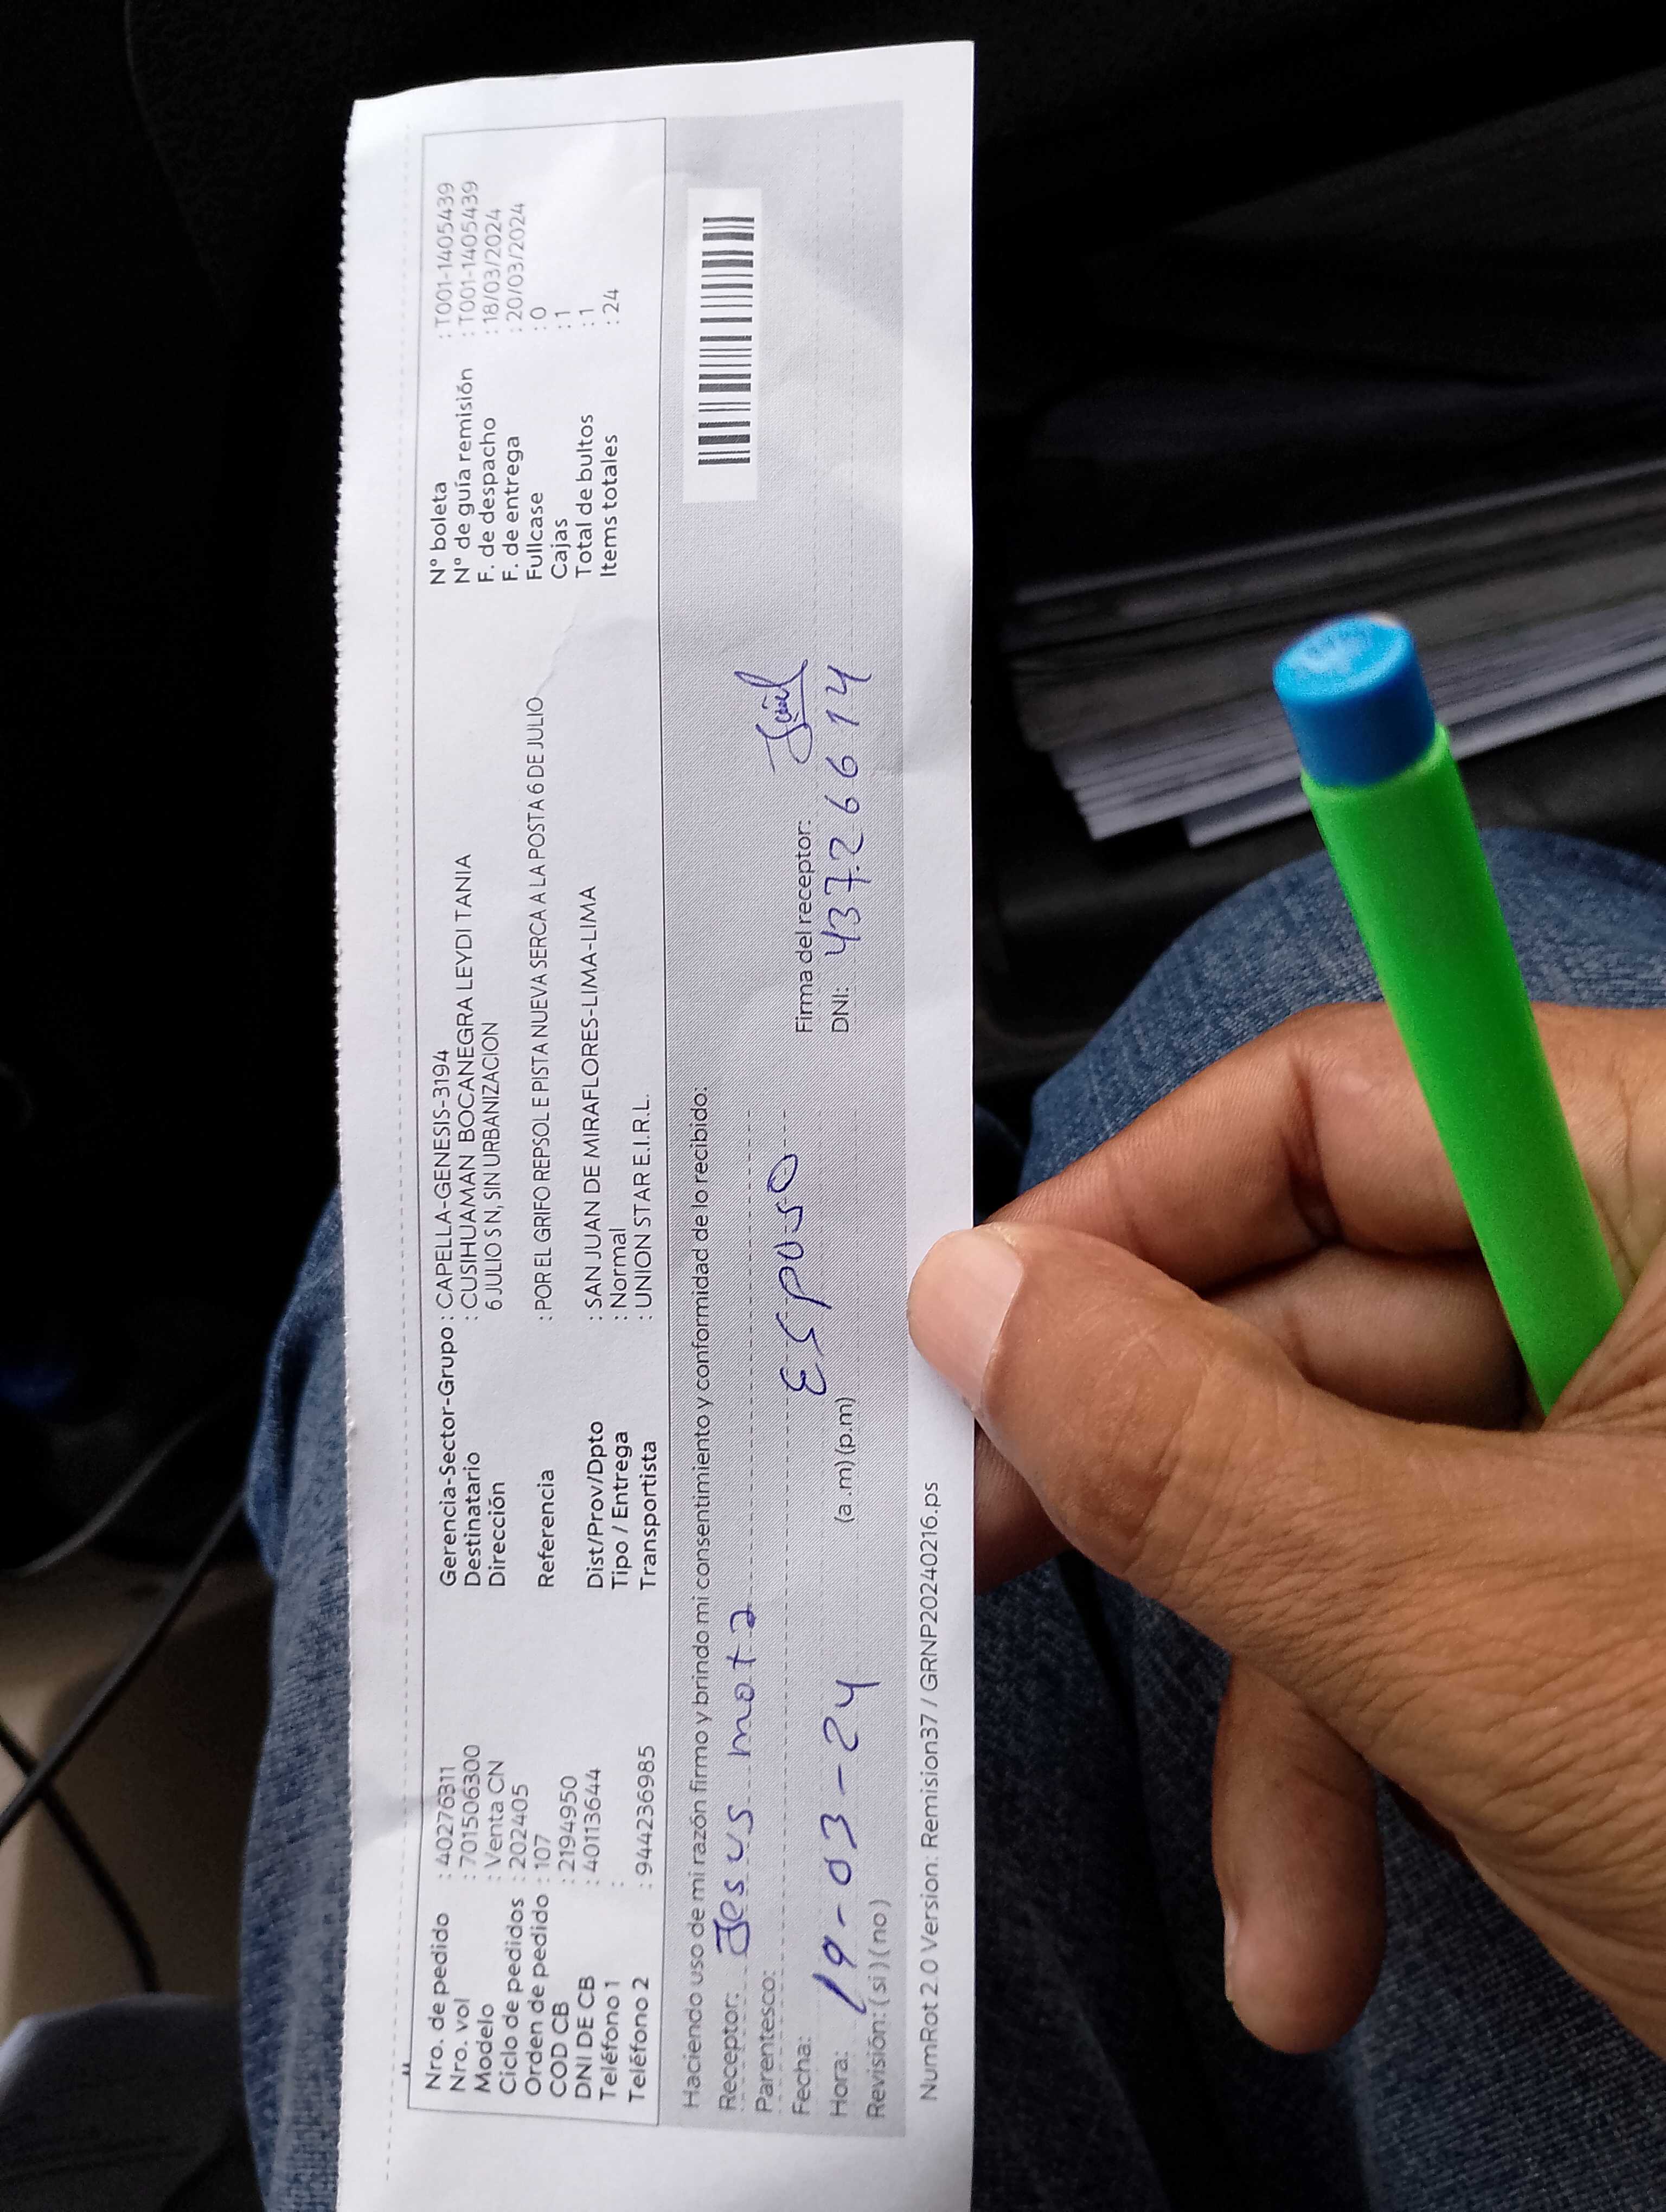 Nro. de pedido : 40276311
Nro. vol : 701506300
Modelo : Venta CN
Ciclo de pedidos : 202405
Orden de pedido : 107
COD CB : 2194950
DNI DE CB : 40113644
Teléfono 1 :
Teléfono 2 : 944236985
Gerencia-Sector-Grupo : CAPELLA-GENESIS-3194
Destinatario : CUSIHUAMAN BOCANEGRA LEYDI TANIA
Dirección 6 JULIO S N, SIN URBANIZACION
Referencia : POR EL GRIFO REPSOL E PISTA NUEVA SERCA A LA POSTA 6 DE JULIO
Dist/Prov/Dpto : SAN JUAN DE MIRAFLORES-LIMA-LIMA
Tipo / Entrega : Normal
Transportista : UNION STAR E.I.R.L.
N° boleta : T001-1405439
N° de guía remisión : T001-1405439
F. de despacho : 18/03/2024
F. de entrega : 20/03/2024
Fullcase : 0
Cajas : 1
Total de bultos : 1
Items totales : 24
Haciendo uso de mi razón firmo y brindo mi consentimiento y conformidad de lo recibido:
Receptor: Jesus mota
Parentesco: Esposo
Fecha: 19-03-24
Hora: (a.m) (p.m)
Revisión: (si) (no)
Firma del receptor:
DNI: 43726614
NumRot 2.0 Version: Remision37 / GRNP20240216.ps